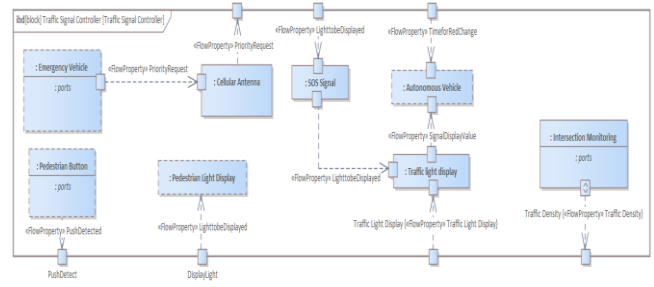 ibd [block] Traffic Signal Controller [Traffic Signal Controller]
«FlowProperty» PriorityRequest
«FlowProperty» LighttobeDisplayed
«FlowProperty» TimeforRedChange
: Emergency Vehicle
: ports
«FlowProperty» PriorityRequest
: Cellular Antenna
: SOS Signal
: Autonomous Vehicle
«FlowProperty» SignalDisplayValue
: Intersection Monitoring
: ports
: Pedestrian Button
: ports
: Pedestrian Light Display
«FlowProperty» LighttobeDisplayed
: Traffic light display
«FlowProperty» PushDetected
«FlowProperty» LighttobeDisplayed
Traffic Light Display [«FlowProperty» Traffic Light Display]
Traffic Density [«FlowProperty» Traffic Density]
PushDetect
DisplayLight